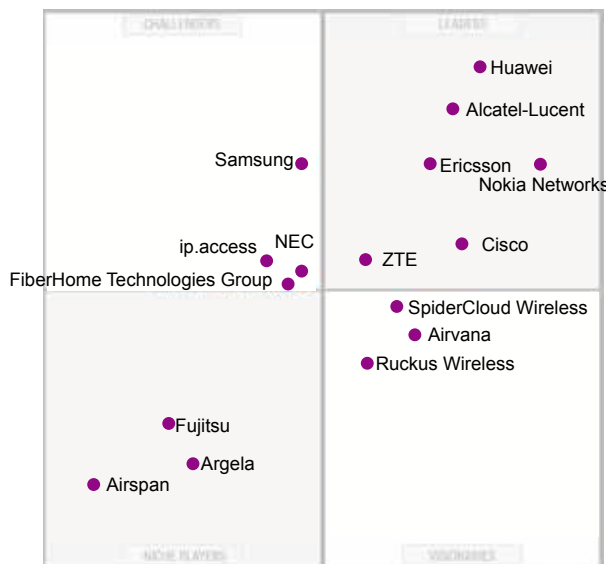 CHALLENGERS
LEADERS
Huawei
Alcatel-Lucent
Samsung
Ericsson
Nokia Networks
NEC
Cisco
ip.access
ZTE
FiberHome Technologies Group
SpiderCloud Wireless
Airvana
Ruckus Wireless
Fujitsu
Argela
Airspan
NICHE PLAYERS
VISIONARIES